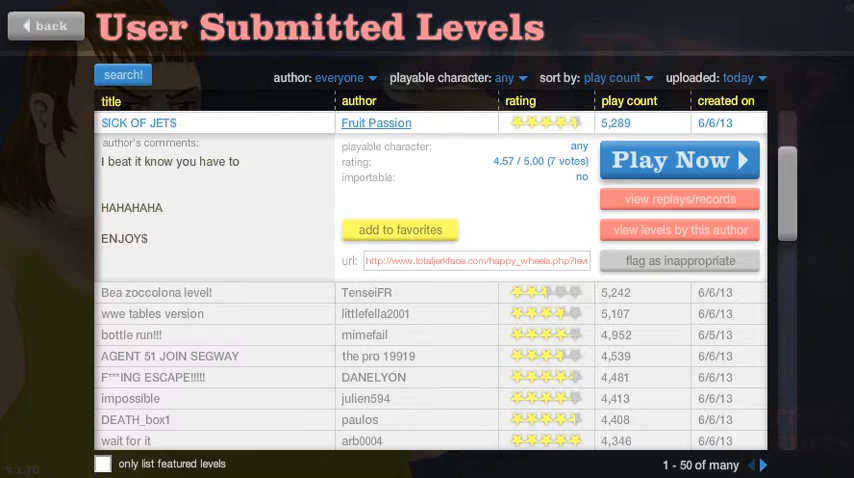 back
User Submitted Levels
search!
author: everyone playable character: any sort by: play count uploaded: today
title author rating play count created on
$ICK OF JET$ Fruit Passion 5,289 6/6/13
author's comments:
I beat it know you have to
HAHAHAHA
ENJOY$
playable character: any
rating: 4.57 / 5.00 (7 votes)
importable: no
add to favorites
url: http://www.totaljerkface.com/happy_wheels.php?leve
Play Now
view replays/records
view levels by this author
flag as inappropriate
Bea zoccolona level! TenseiFR 5,242 6/6/13
wwe tables version littlefella2001 5,107 6/6/13
bottle run!!! mimefail 4,952 6/5/13
AGENT 51 JOIN SEGWAY the pro 19919 4,539 6/6/13
F***ING ESCAPE!!!!! DANELYON 4,481 6/6/13
impossible julien594 4,413 6/6/13
DEATH_box1 paulos 4,408 6/6/13
wait for it arb0004 4,346 6/6/13
only list featured levels
1 - 50 of many
v 1.70